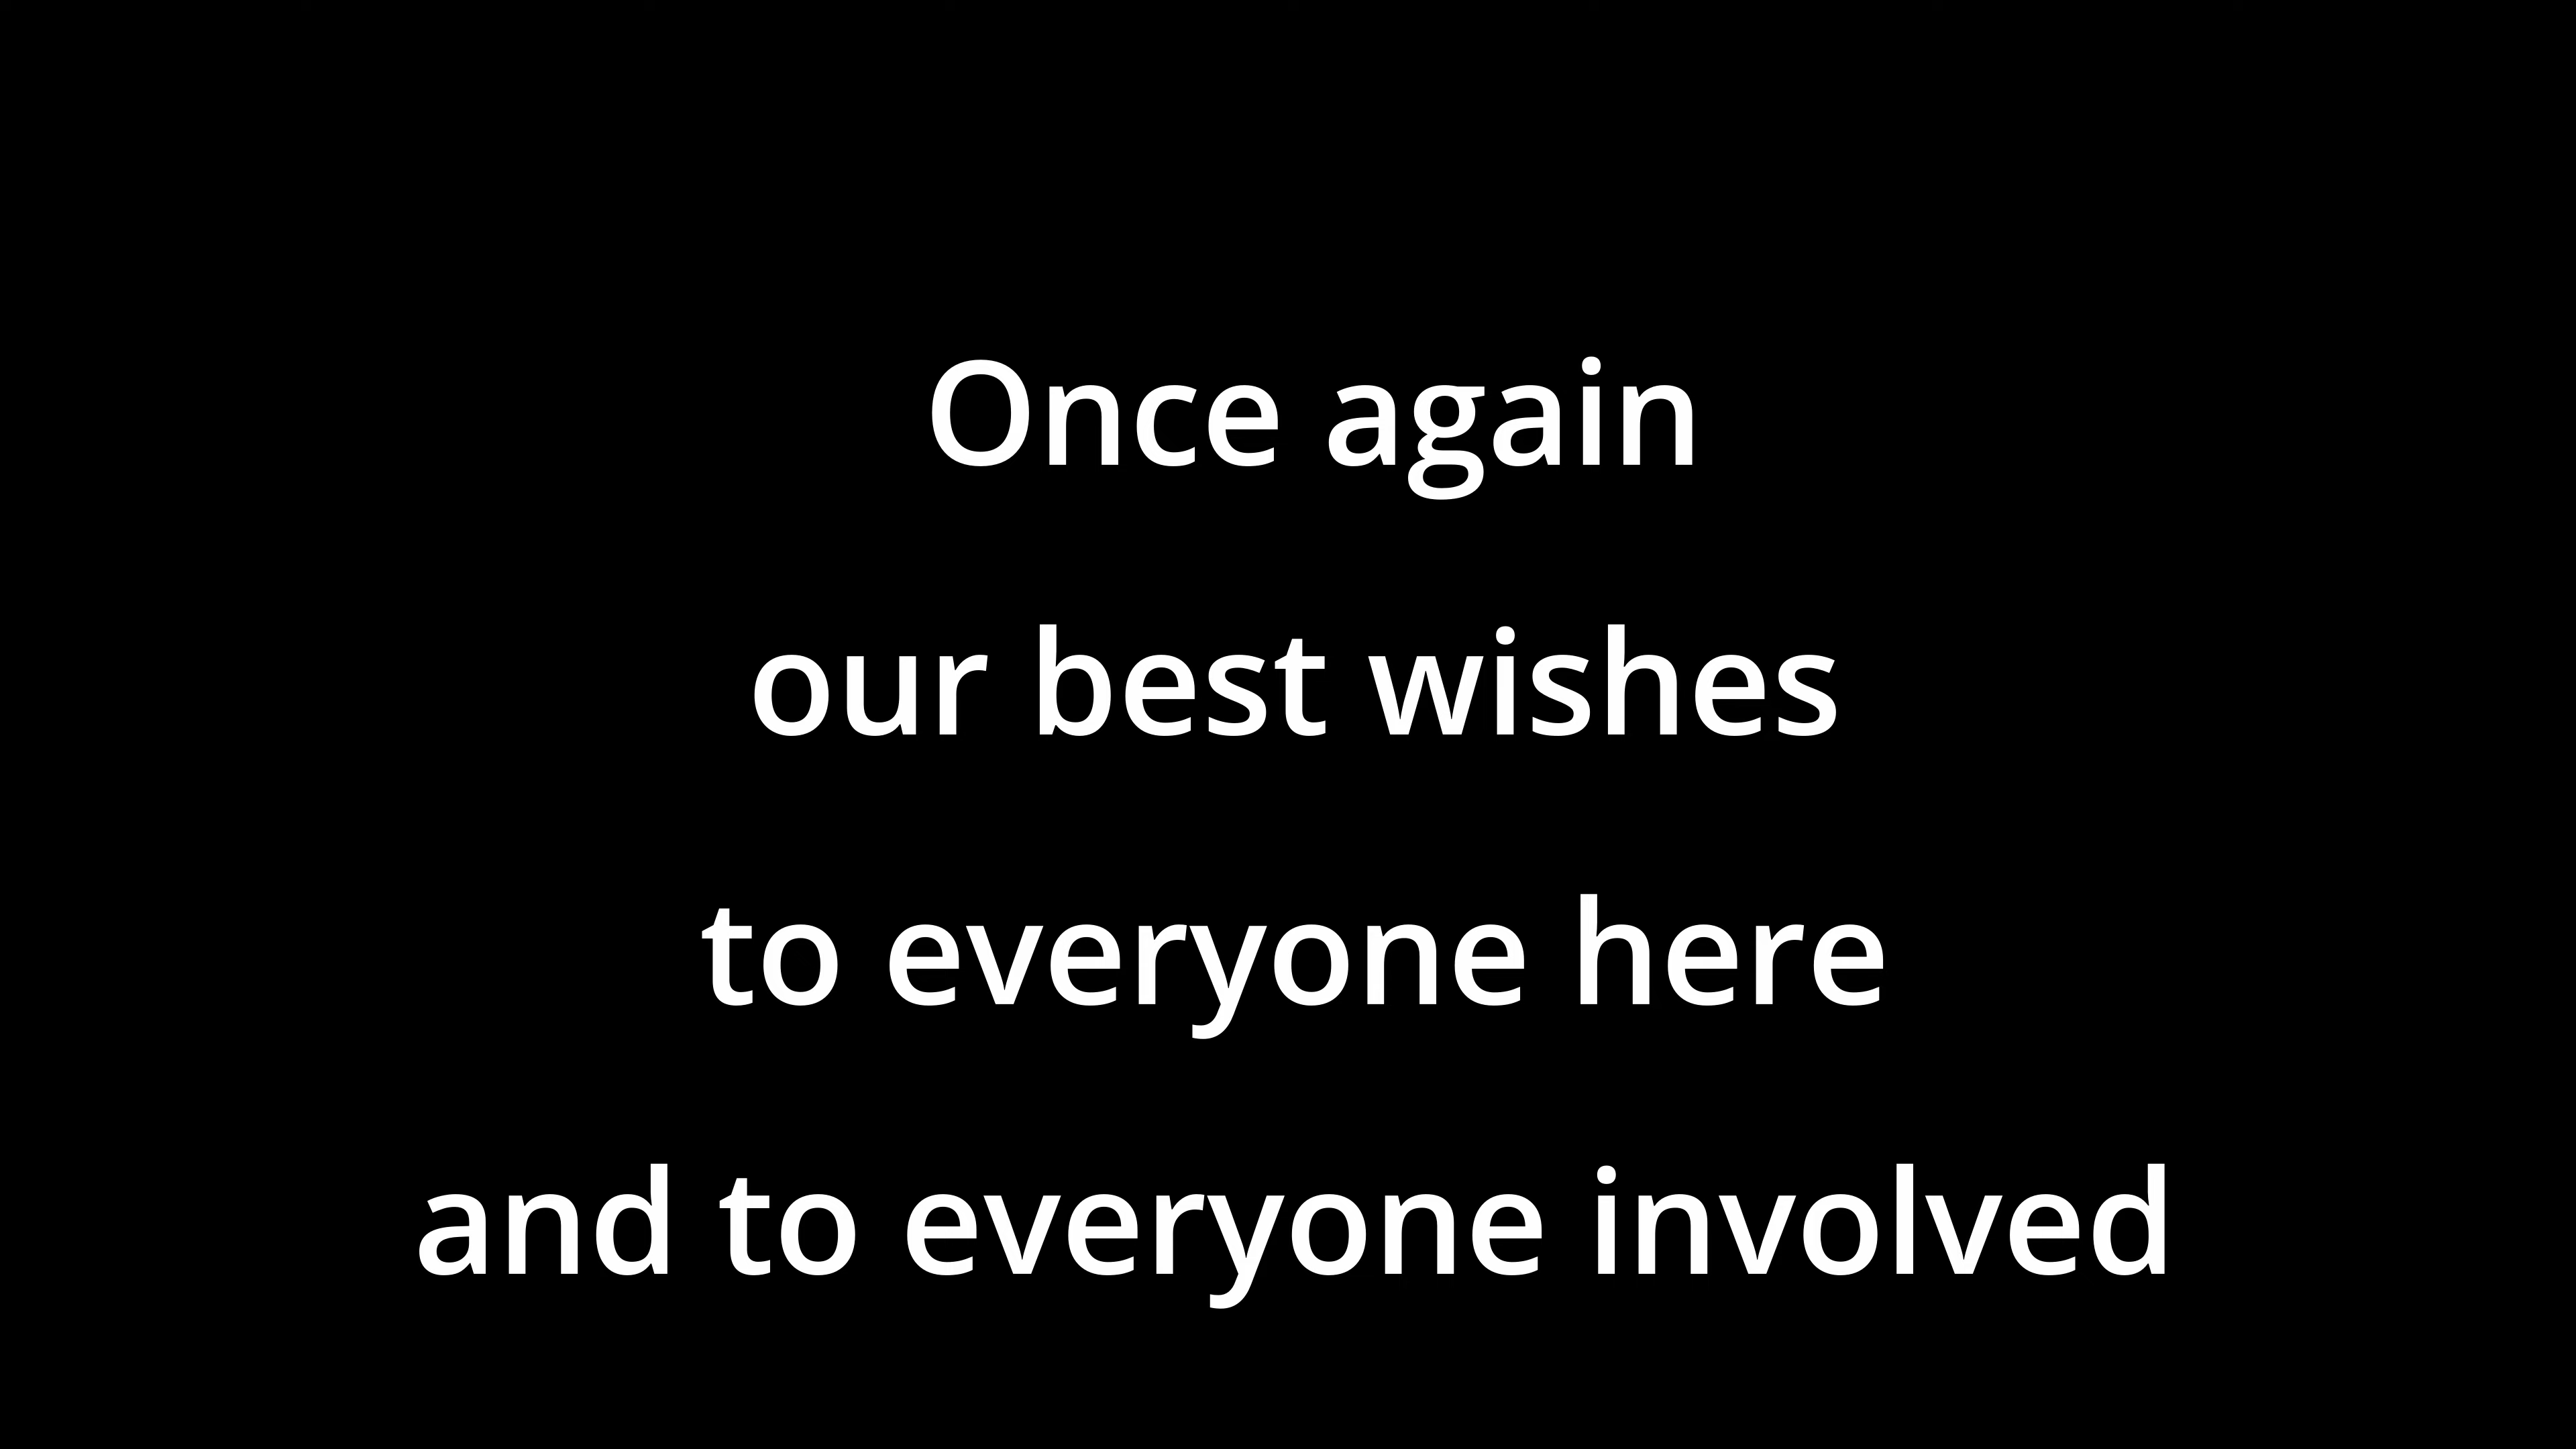 Once again
our best wishes
to everyone here
and to everyone involved